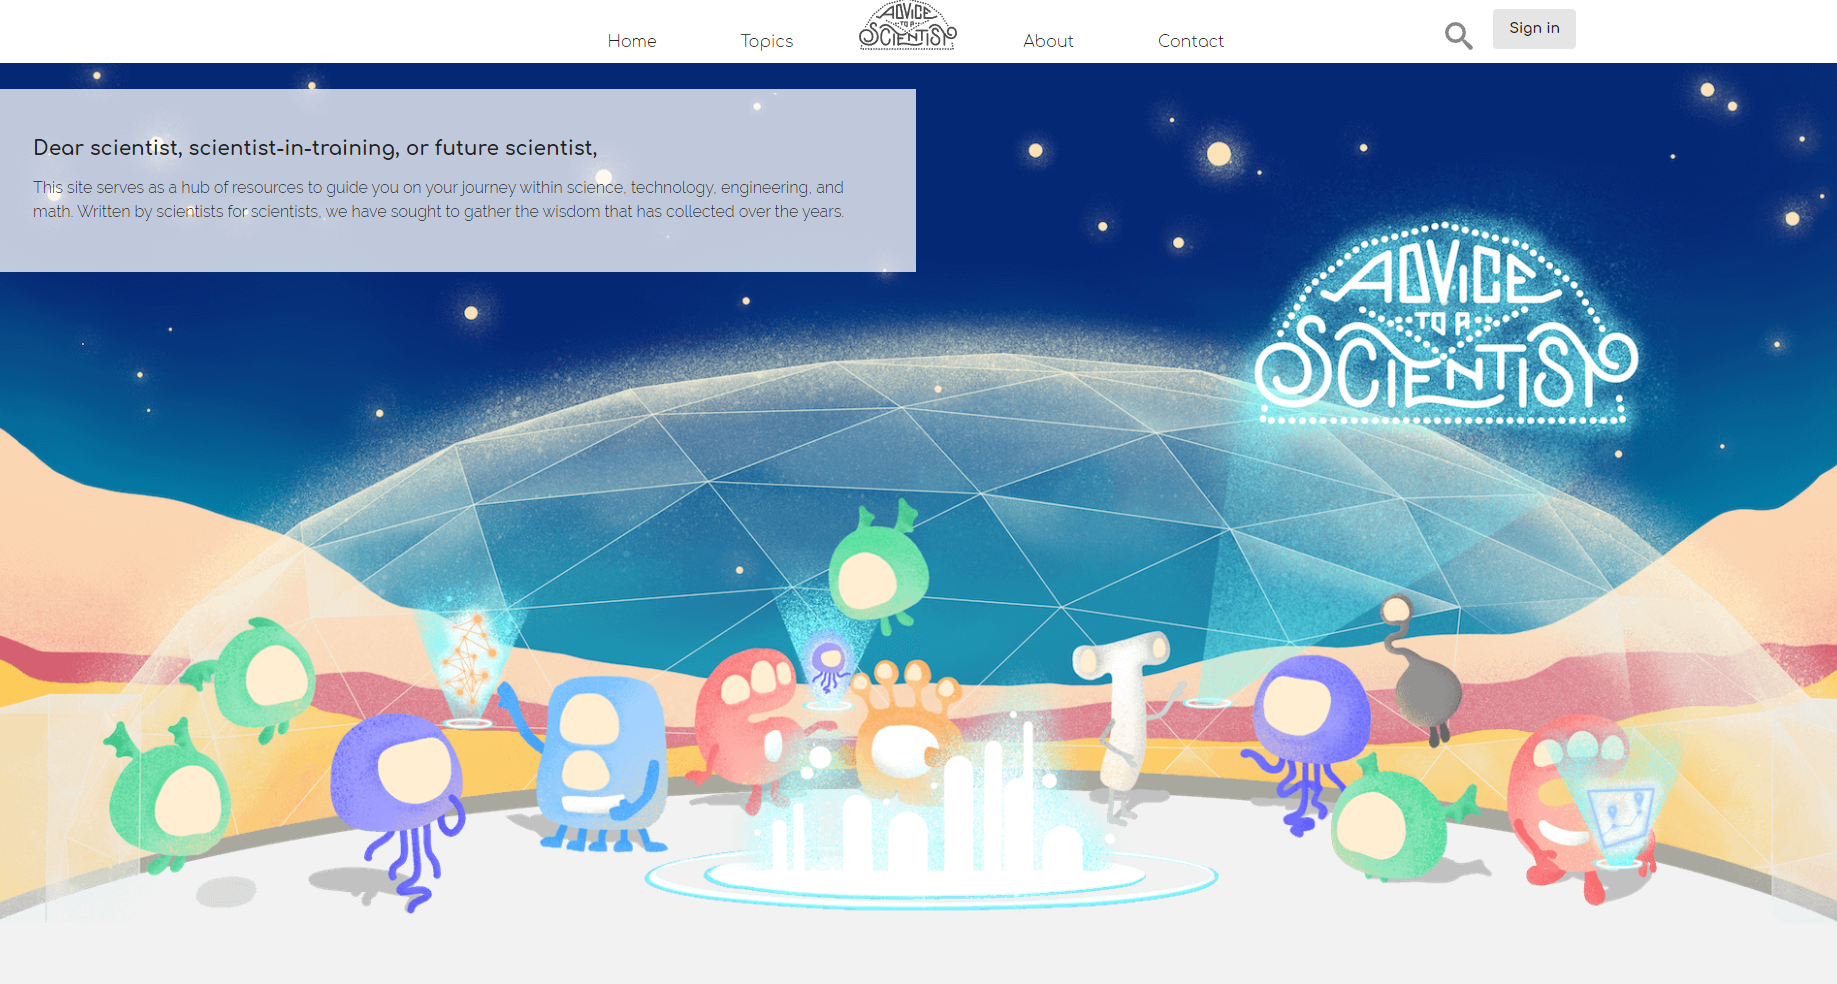 Home
Topics
ADVICE
TO A
SCIENTIST
About
Contact
Sign in
Dear scientist, scientist-in-training, or future scientist,
This site serves as a hub of resources to guide you on your journey within science, technology, engineering, and
math. Written by scientists for scientists, we have sought to gather the wisdom that has collected over the years.
ADVICE
TO A
SCIENTIST